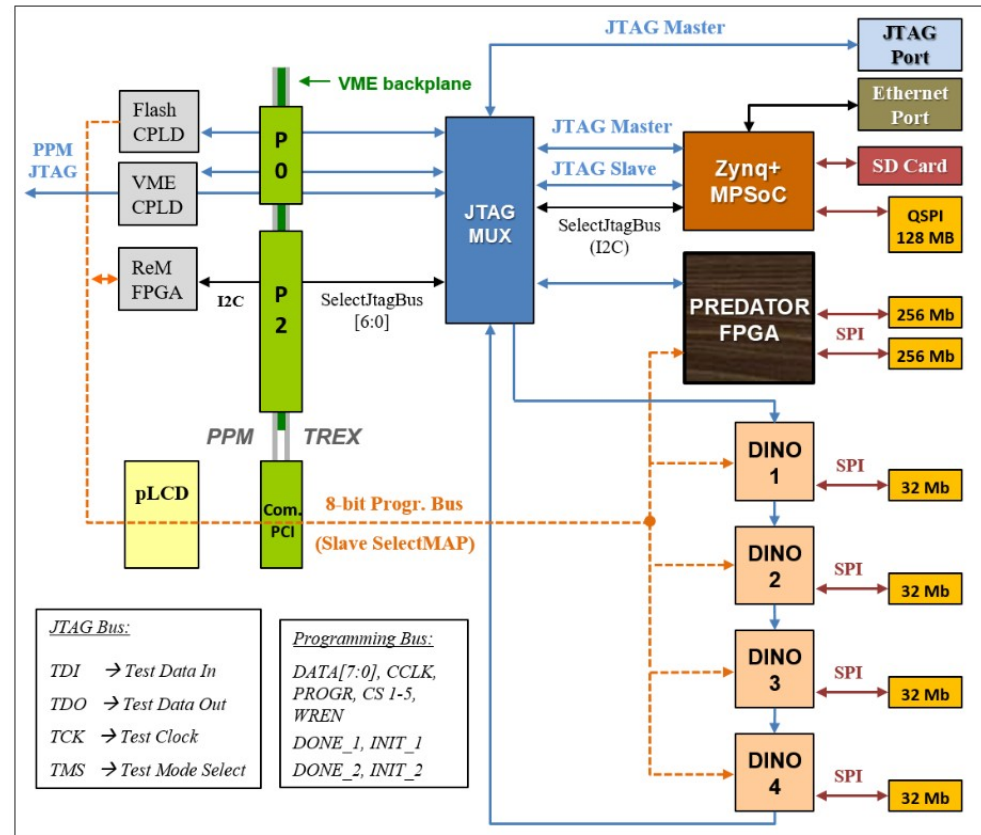 JTAG Master
JTAG
Port
VME backplane
Ethernet
Port
Flash
CPLD
P
0
JTAG Master
PPM
JTAG
VME
CPLD
JTAG
MUX
JTAG Slave
Zynq+
MPSoC
SD Card
SelectJtagBus
(I2C)
QSPI
128 MB
ReM
FPGA
I2C
P
2
SelectJtagBus
[6:0]
PREDATOR
FPGA
256 Mb
SPI
256 Mb
PPM
TREX
pLCD
Com.
PCI
8-bit Progr. Bus
(Slave SelectMAP)
DINO
1
SPI
32 Mb
DINO
2
SPI
32 Mb
DINO
3
SPI
32 Mb
DINO
4
SPI
32 Mb
JTAG Bus:
TDI → Test Data In
TDO → Test Data Out
TCK → Test Clock
TMS → Test Mode Select
Programming Bus:
DATA[7:0], CCLK,
PROGR, CS 1-5,
WREN
DONE_1, INIT_1
DONE_2, INIT_2